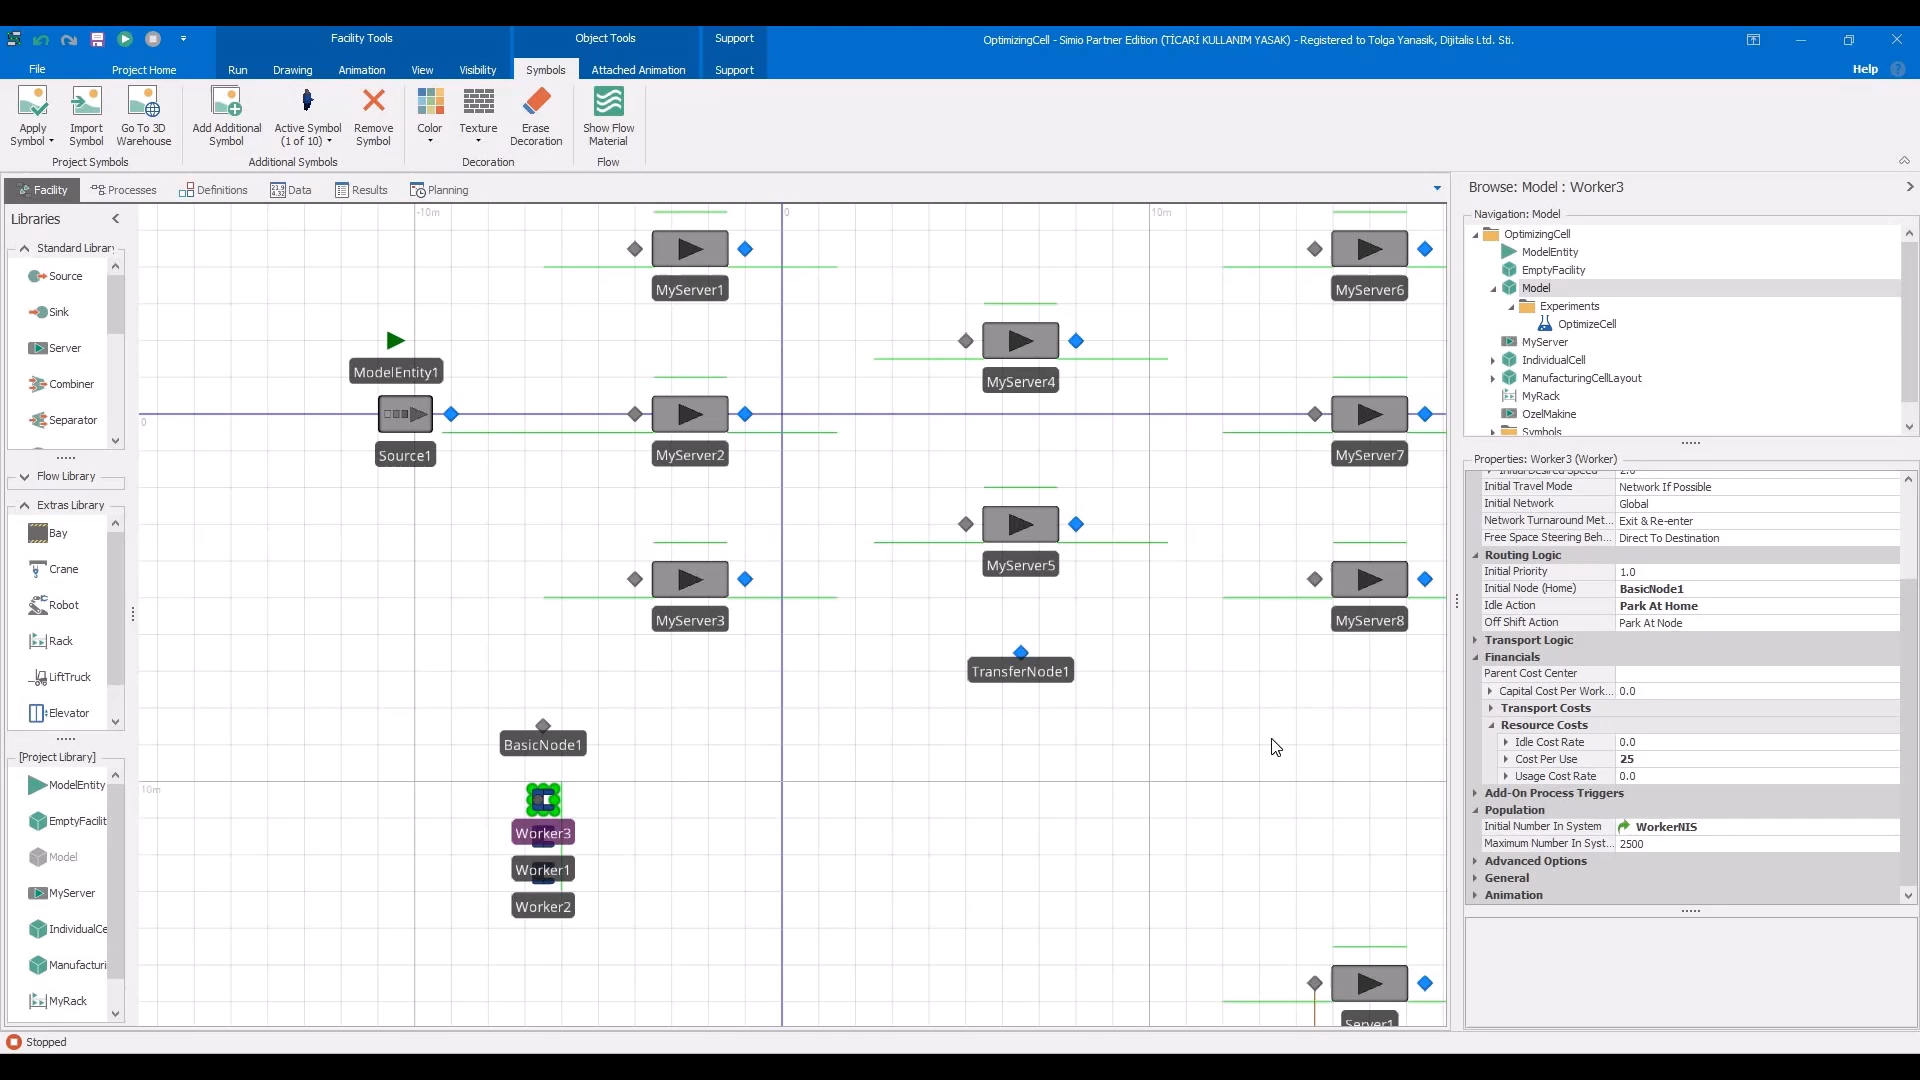 Facility Tools
Object Tools
Support
OptimizingCell - Simio Partner Edition (TİCARİ KULLANIM YASAK) - Registered to Tolga Yanasik, Dijitalis Ltd. Sti.
File
Project Home
Run
Drawing
Animation
View
Visibility
Symbols
Attached Animation
Support
Help
Apply Symbol
Import Symbol
Go To 3D Warehouse
Add Additional Symbol
Active Symbol (1 of 10)
Remove Symbol
Color
Texture
Erase Decoration
Show Flow Material
Project Symbols
Additional Symbols
Decoration
Flow
Facility
Processes
Definitions
Data
Results
Planning
Libraries
Standard Library
Source
Sink
Server
Combiner
Separator
Flow Library
Extras Library
Bay
Crane
Robot
Rack
LiftTruck
Elevator
[Project Library]
ModelEntity
EmptyFacilit
Model
MyServer
IndividualCe
Manufacturi
MyRack
-10m
0
10m
0
10m
MyServer1
MyServer6
MyServer4
ModelEntity1
Source1
MyServer2
MyServer7
MyServer5
MyServer3
MyServer8
TransferNode1
BasicNode1
Worker3
Worker1
Worker2
Server1
Browse: Model : Worker3
Navigation: Model
OptimizingCell
ModelEntity
EmptyFacility
Model
Experiments
OptimizeCell
MyServer
IndividualCell
ManufacturingCellLayout
MyRack
OzelMakine
Symbols
Properties: Worker3 (Worker)
Initial Desired Speed 2.0
Initial Travel Mode Network If Possible
Initial Network Global
Network Turnaround Met... Exit & Re-enter
Free Space Steering Beh... Direct To Destination
Routing Logic
Initial Priority 1.0
Initial Node (Home) BasicNode1
Idle Action Park At Home
Off Shift Action Park At Node
Transport Logic
Financials
Parent Cost Center
Capital Cost Per Work... 0.0
Transport Costs
Resource Costs
Idle Cost Rate 0.0
Cost Per Use 25
Usage Cost Rate 0.0
Add-On Process Triggers
Population
Initial Number In System WorkerNIS
Maximum Number In Syst... 2500
Advanced Options
General
Animation
Stopped